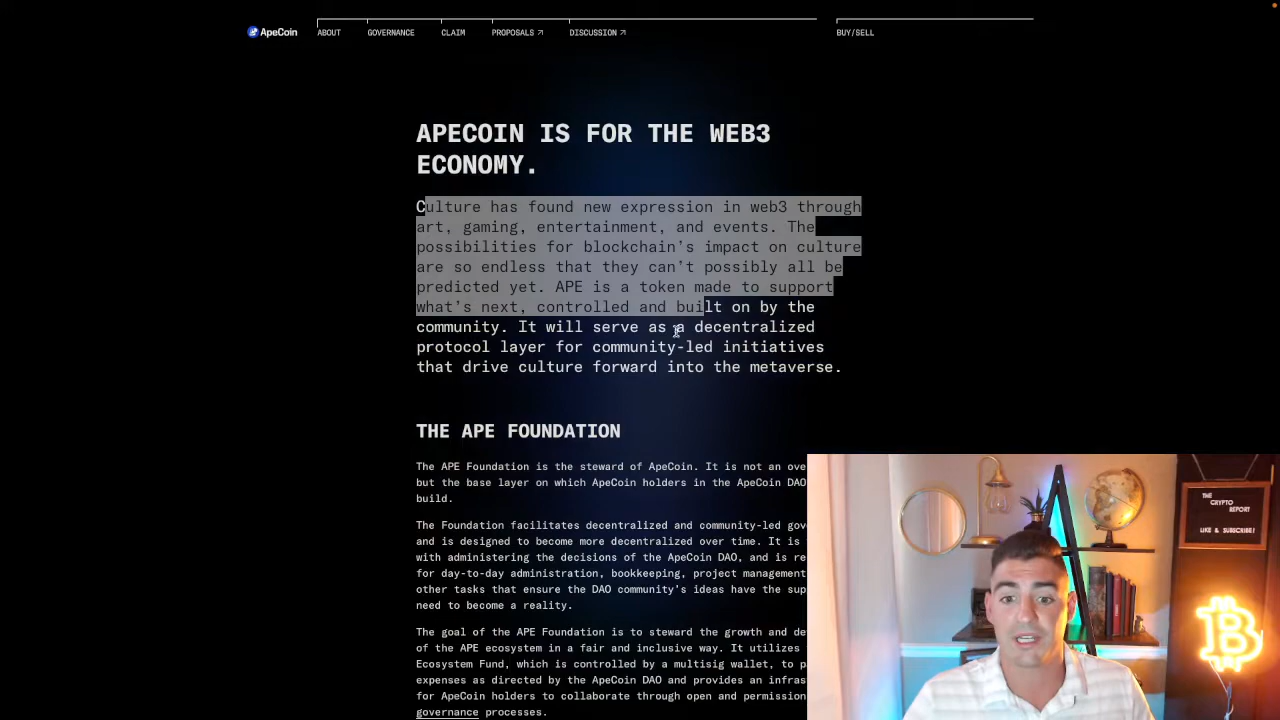 ApeCoin
ABOUT
GOVERNANCE
CLAIM
PROPOSALS ↗
DISCUSSION ↗
BUY/SELL
APECOIN IS FOR THE WEB3
ECONOMY.
Culture has found new expression in web3 through
art, gaming, entertainment, and events. The
possibilities for blockchain's impact on culture
are so endless that they can't possibly all be
predicted yet. APE is a token made to support
what's next, controlled and built on by the
community. It will serve as a decentralized
protocol layer for community-led initiatives
that drive culture forward into the metaverse.
THE APE FOUNDATION
The APE Foundation is the steward of ApeCoin. It is not an ove
but the base layer on which ApeCoin holders in the ApeCoin DAO
build.
The Foundation facilitates decentralized and community-led gov
and is designed to become more decentralized over time. It is
with administering the decisions of the ApeCoin DAO, and is re
for day-to-day administration, bookkeeping, project management
other tasks that ensure the DAO community's ideas have the sup
need to become a reality.
The goal of the APE Foundation is to steward the growth and de
of the APE ecosystem in a fair and inclusive way. It utilizes
Ecosystem Fund, which is controlled by a multisig wallet, to p
expenses as directed by the ApeCoin DAO and provides an infras
for ApeCoin holders to collaborate through open and permission
governance processes.
THE
CRYPTO
REPORT
LIKE & SUBSCRIBE!